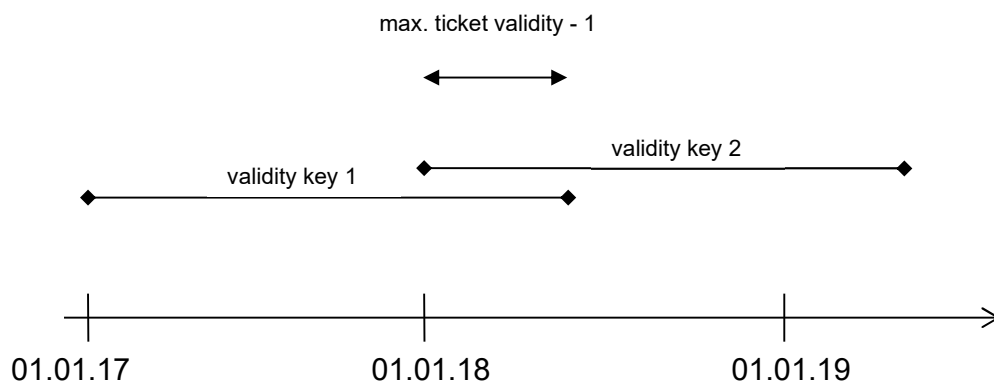 max. ticket validity - 1
validity key 2
validity key 1
01.01.17
01.01.18
01.01.19